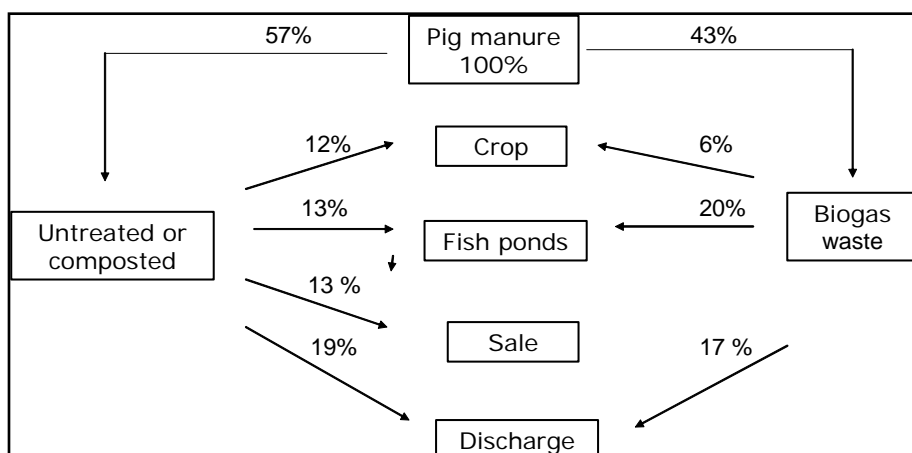 57%
Pig manure
100%
43%
12%
Crop
6%
13%
20%
Untreated or
composted
Fish ponds
Biogas
waste
13 %
Sale
19%
17 %
Discharge